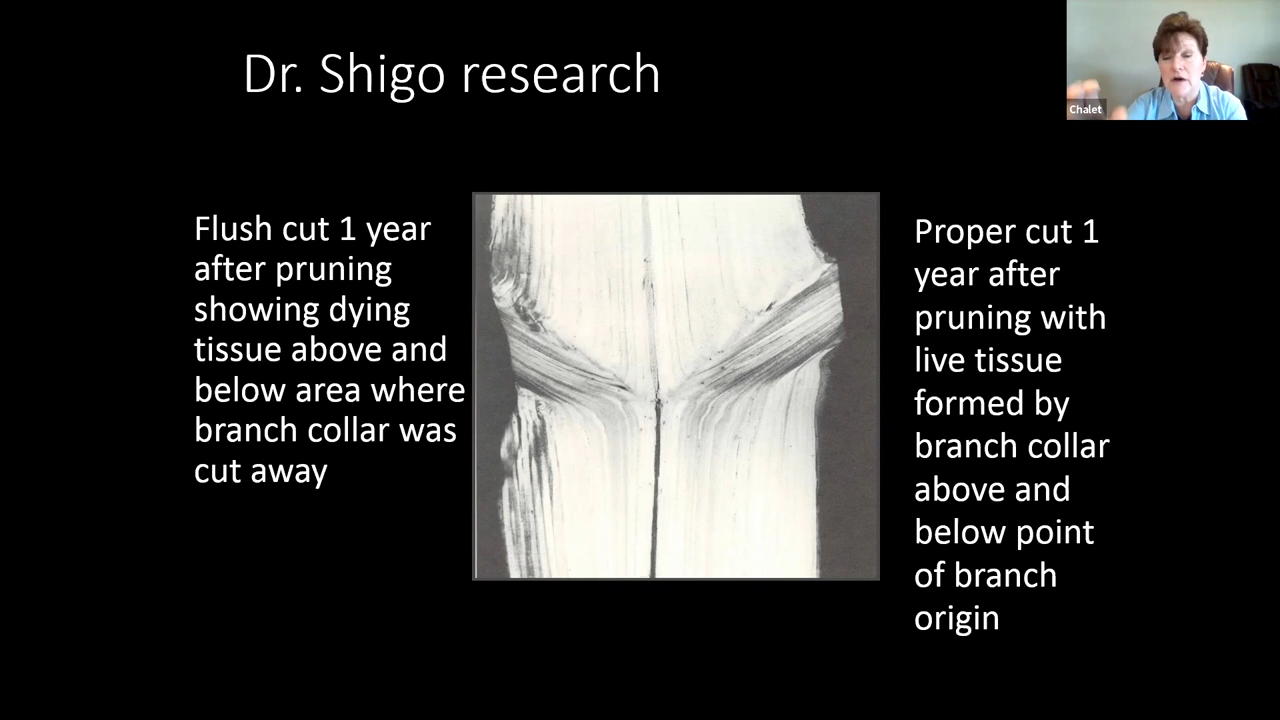 Dr. Shigo research
Chalet
Flush cut 1 year
after pruning
showing dying
tissue above and
below area where
branch collar was
cut away
Proper cut 1
year after
pruning with
live tissue
formed by
branch collar
above and
below point
of branch
origin